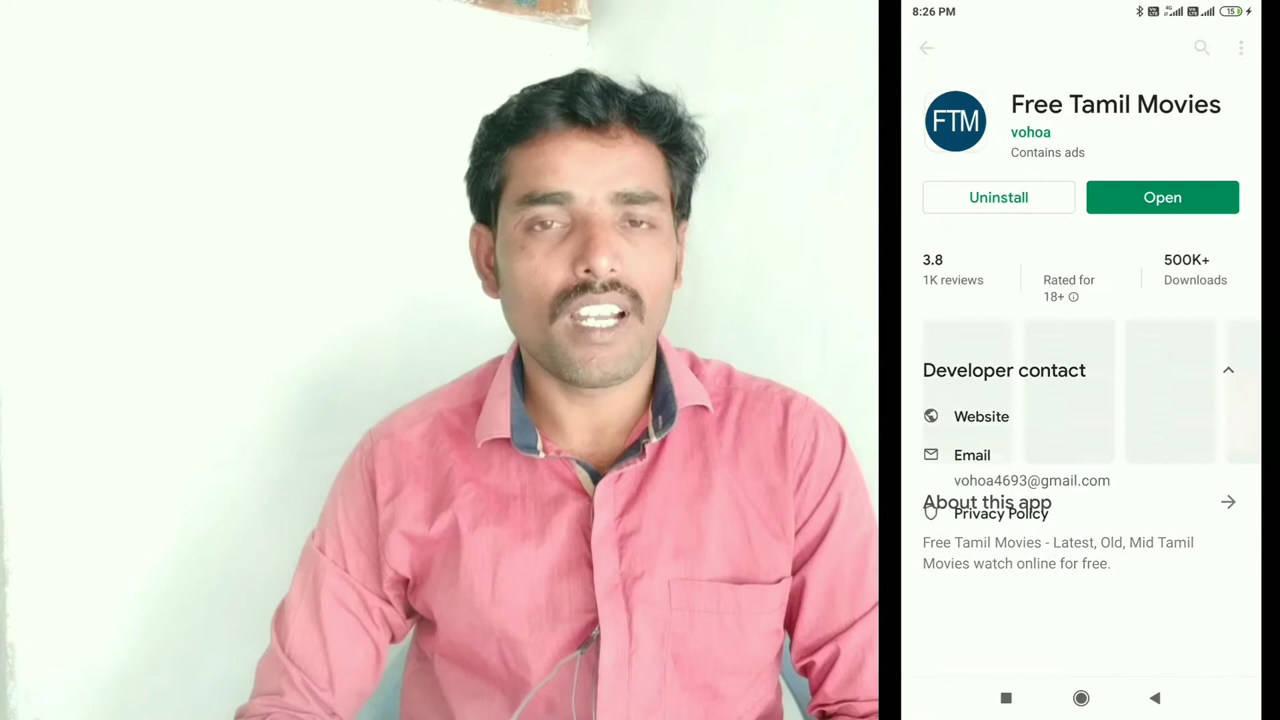 8:26 PM
4G
15
FTM
Free Tamil Movies
vohoa
Contains ads
Uninstall
Open
3.8
1K reviews
Rated for
18+
500K+
Downloads
Developer contact
Website
Email
vohoa4693@gmail.com
About this app
Privacy Policy
Free Tamil Movies - Latest, Old, Mid Tamil
Movies watch online for free.